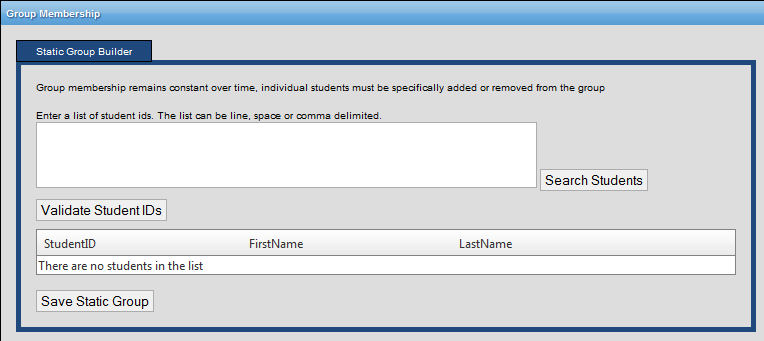 Group Membership
Static Group Builder
Group membership remains constant over time, individual students must be specifically added or removed from the group
Enter a list of student ids. The list can be line, space or comma delimited.
Search Students
Validate Student IDs
StudentID FirstName LastName
There are no students in the list
Save Static Group